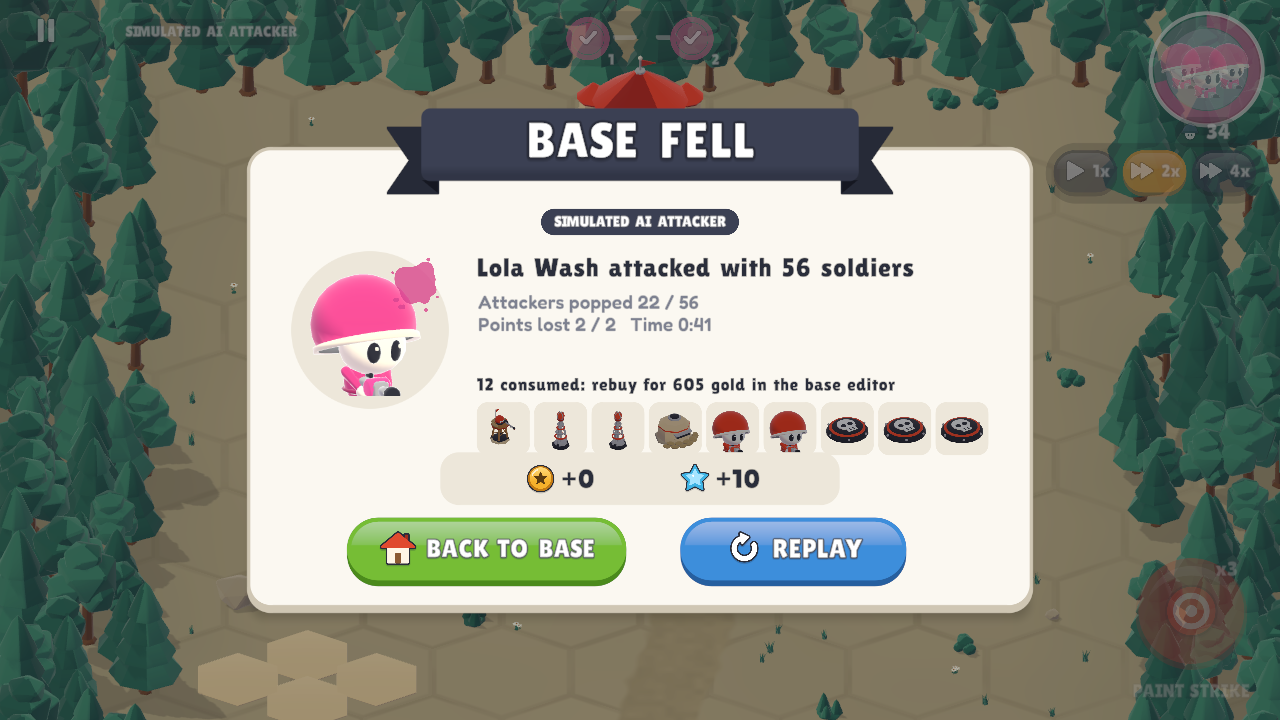 SIMULATED AI ATTACKER
1
2
34
1x
2x
4x
BASE FELL
SIMULATED AI ATTACKER
Lola Wash attacked with 56 soldiers
Attackers popped 22 / 56
Points lost 2 / 2 Time 0:41
12 consumed: rebuy for 605 gold in the base editor
+0
+10
BACK TO BASE
REPLAY
x3
PAINT STRIKE